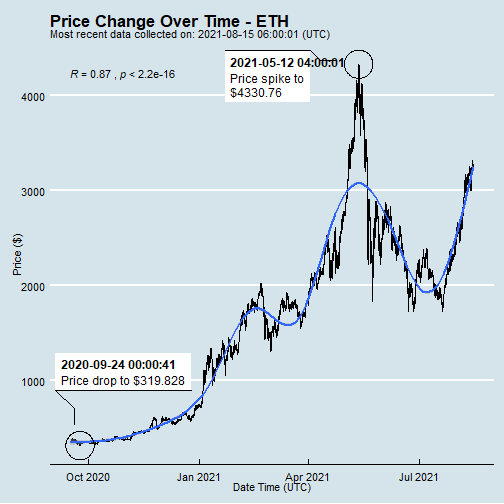 Price Change Over Time - ETH
Most recent data collected on: 2021-08-15 06:00:01 (UTC)
R = 0.87 , p < 2.2e-16
2021-05-12 04:00:01
Price spike to
$4330.76
4000
3000
2000
1000
Price ($)
2020-09-24 00:00:41
Price drop to $319.828
Oct 2020
Jan 2021
Apr 2021
Jul 2021
Date Time (UTC)